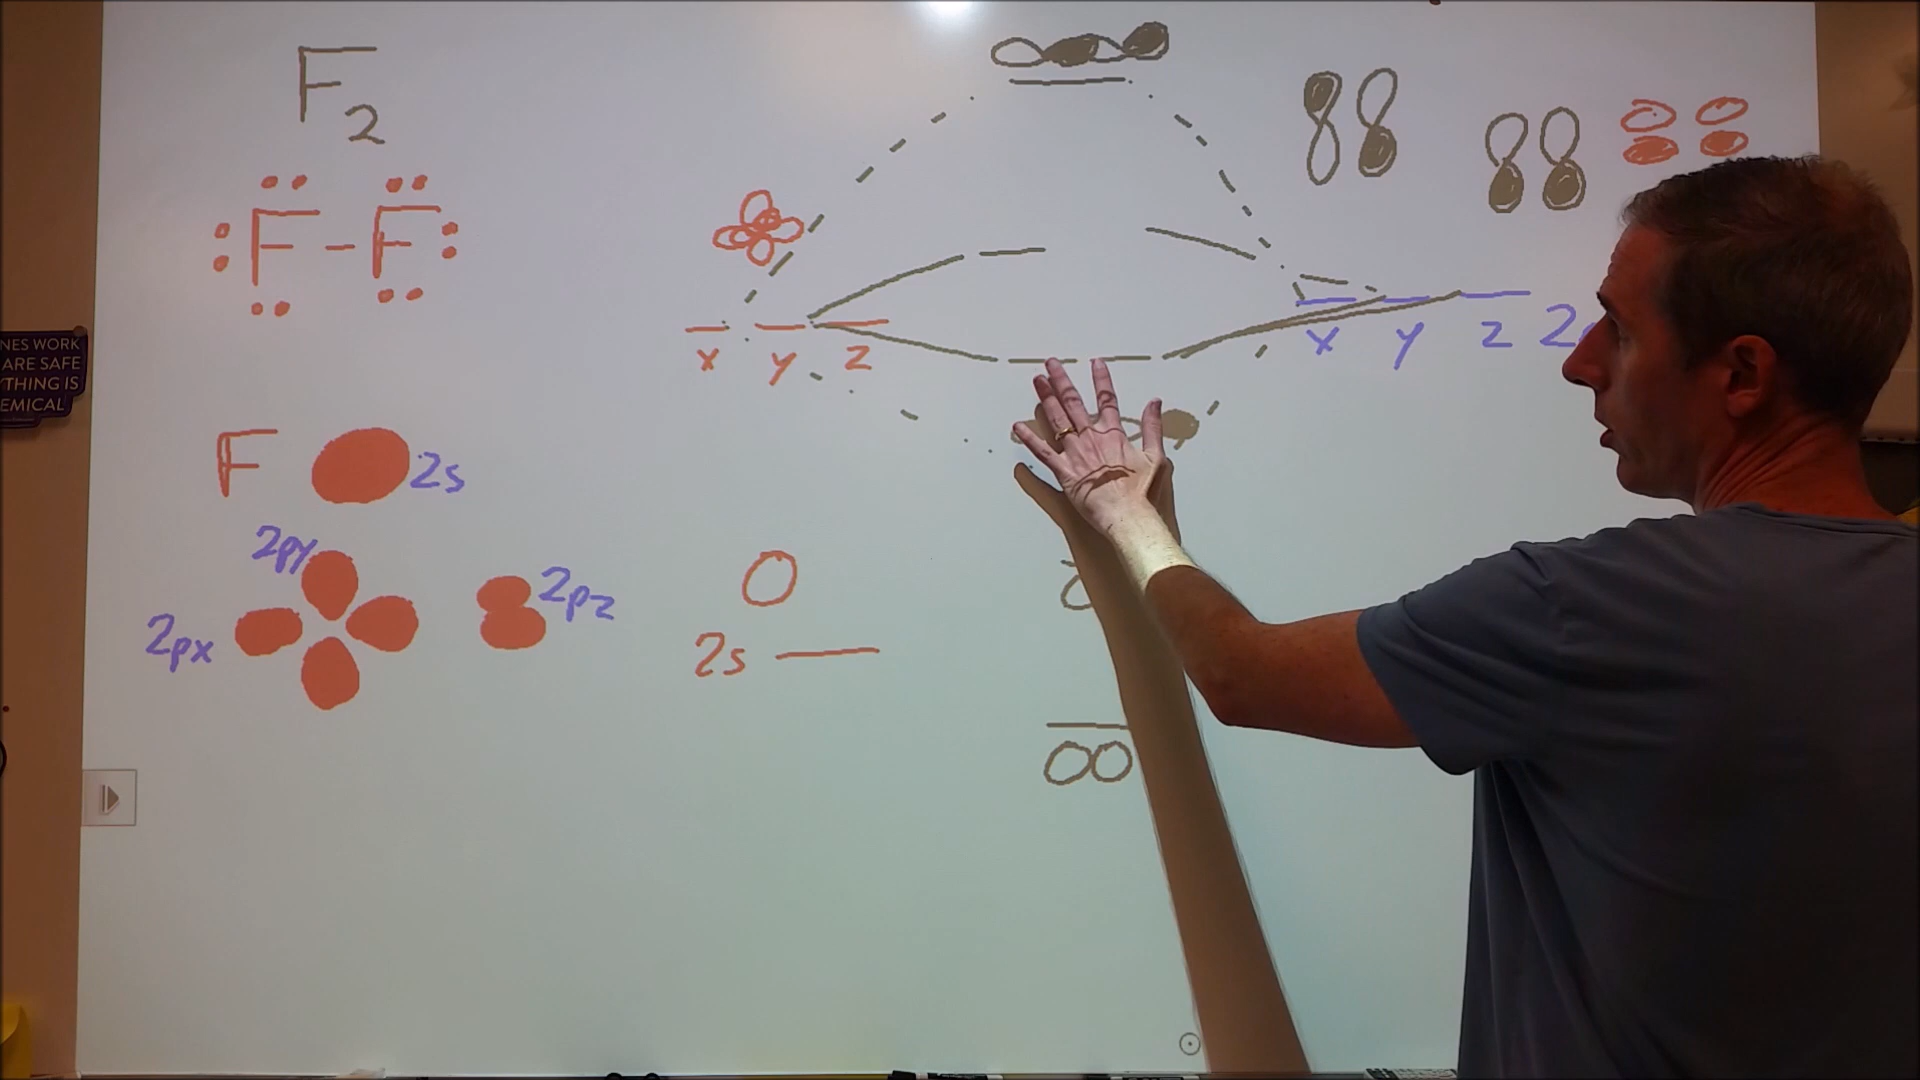 F2
F-F
x y z
x y z 2
F 2s
2py
2px
2pz
2s
NES WORK
ARE SAFE
THING IS
EMICAL